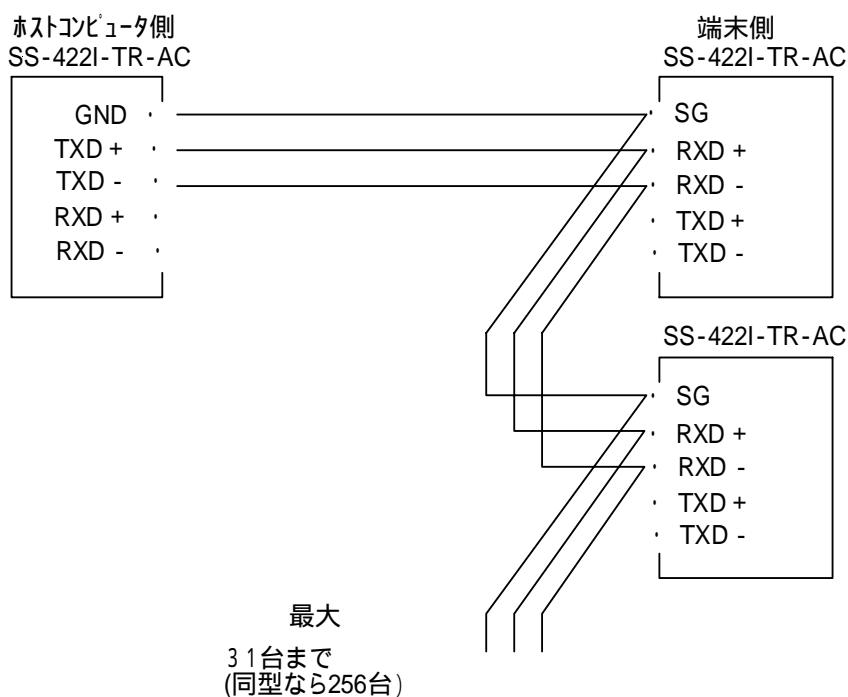 ホストコンピュータ側
SS-422I-TR-AC
GND
TXD +
TXD -
RXD +
RXD -
端末側
SS-422I-TR-AC
SG
RXD +
RXD -
TXD +
TXD -
SS-422I-TR-AC
SG
RXD +
RXD -
TXD +
TXD -
最大
31台まで
(同型なら256台)